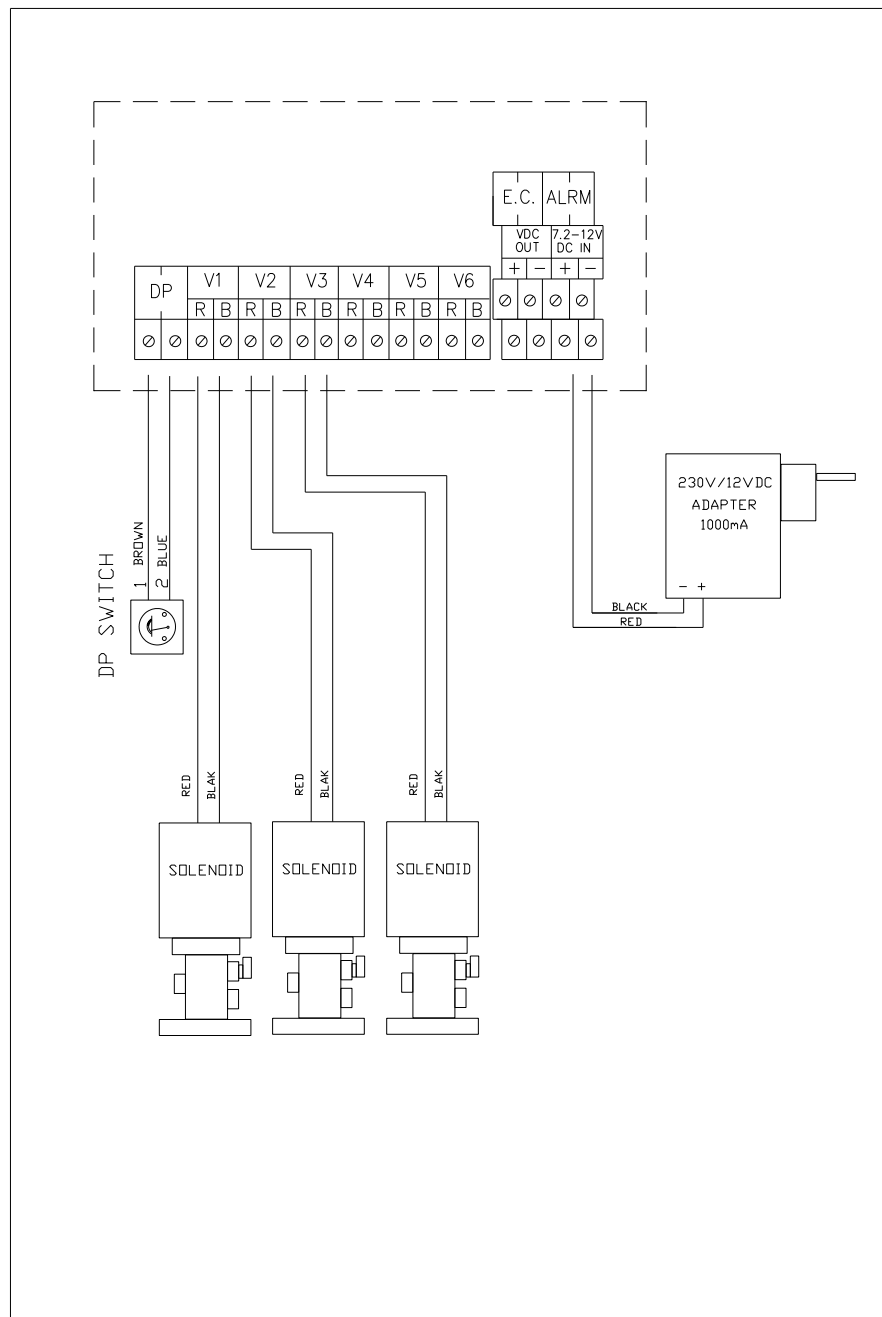 E.C. ALRM
VDC OUT 7.2-12V DC IN
+ - + -
DP V1 V2 V3 V4 V5 V6
R B R B R B R B R B R B
230V/12VDC
ADAPTER
1000mA
- +
BLACK
RED
DP SWITCH
1 BROWN
2 BLUE
RED BLAK RED BLAK RED BLAK
SOLENOID SOLENOID SOLENOID